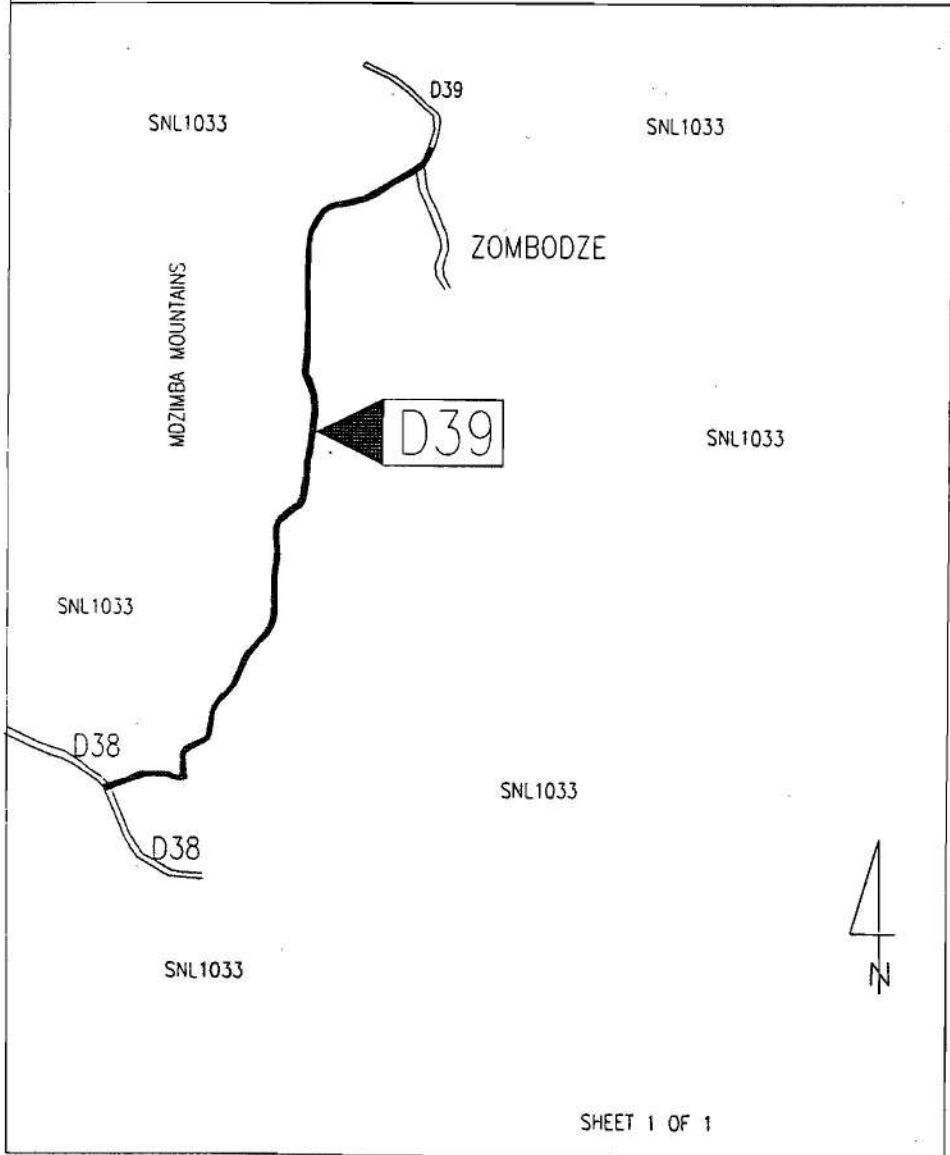 D39
SNL1033
SNL1033
ZOMBODZE
MDZIMBA MOUNTAINS
D39
SNL1033
SNL1033
D38
SNL1033
D38
SNL1033
N
SHEET 1 OF 1